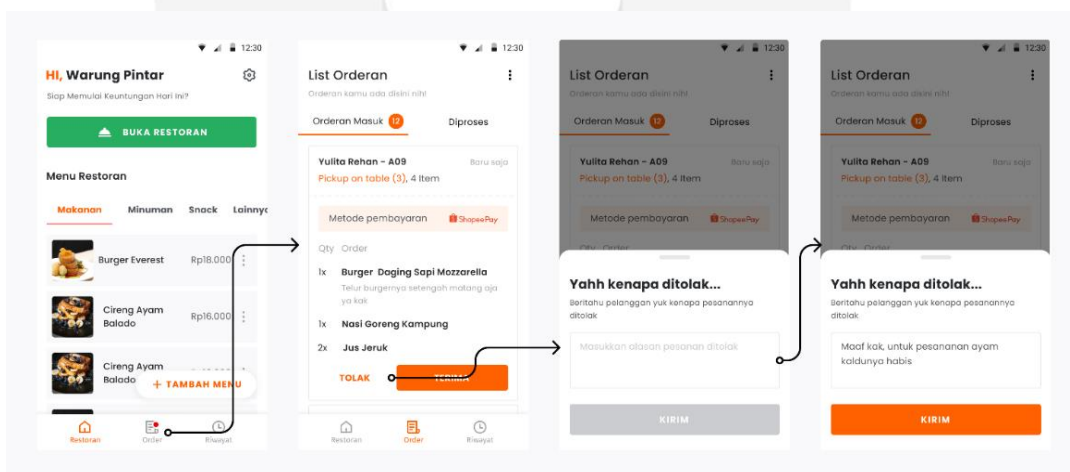 12:30
HI, Warung Pintar
Siap Memulai Keuntungan Hari Ini?
BUKA RESTORAN
Menu Restoran
Makanan Minuman Snack Lainnya
Burger Everest Rp18.000
Cireng Ayam
Balado
Rp16.000
Cireng Ayam
Balado
+ TAMBAH MENU
Restoran Order Riwayat
12:30
List Orderan
Orderan kamu ada disini nih!
Orderan Masuk 12 Diproses
Yulita Rehan - A09 Baru saja
Pickup on table (3), 4 Item
Metode pembayaran ShopeePay
Qty Order
1x Burger Daging Sapi Mozzarella
Telur burgernya setengah matang aja
ya kak
1x Nasi Goreng Kampung
2x Jus Jeruk
TOLAK TERIMA
Restoran Order Riwayat
12:30
List Orderan
Orderan kamu ada disini nih!
Orderan Masuk 12 Diproses
Yulita Rehan - A09 Baru saja
Pickup on table (3), 4 Item
Metode pembayaran ShopeePay
Qty Order
Yahh kenapa ditolak...
Beritahu pelanggan yuk kenapa pesanannya
ditolak
Masukkan alasan pesanan ditolak
KIRIM
12:30
List Orderan
Orderan kamu ada disini nih!
Orderan Masuk 12 Diproses
Yulita Rehan - A09 Baru saja
Pickup on table (3), 4 Item
Metode pembayaran ShopeePay
Qty Order
Yahh kenapa ditolak...
Beritahu pelanggan yuk kenapa pesanannya
ditolak
Maaf kak, untuk pesananan ayam
kaldunya habis
KIRIM